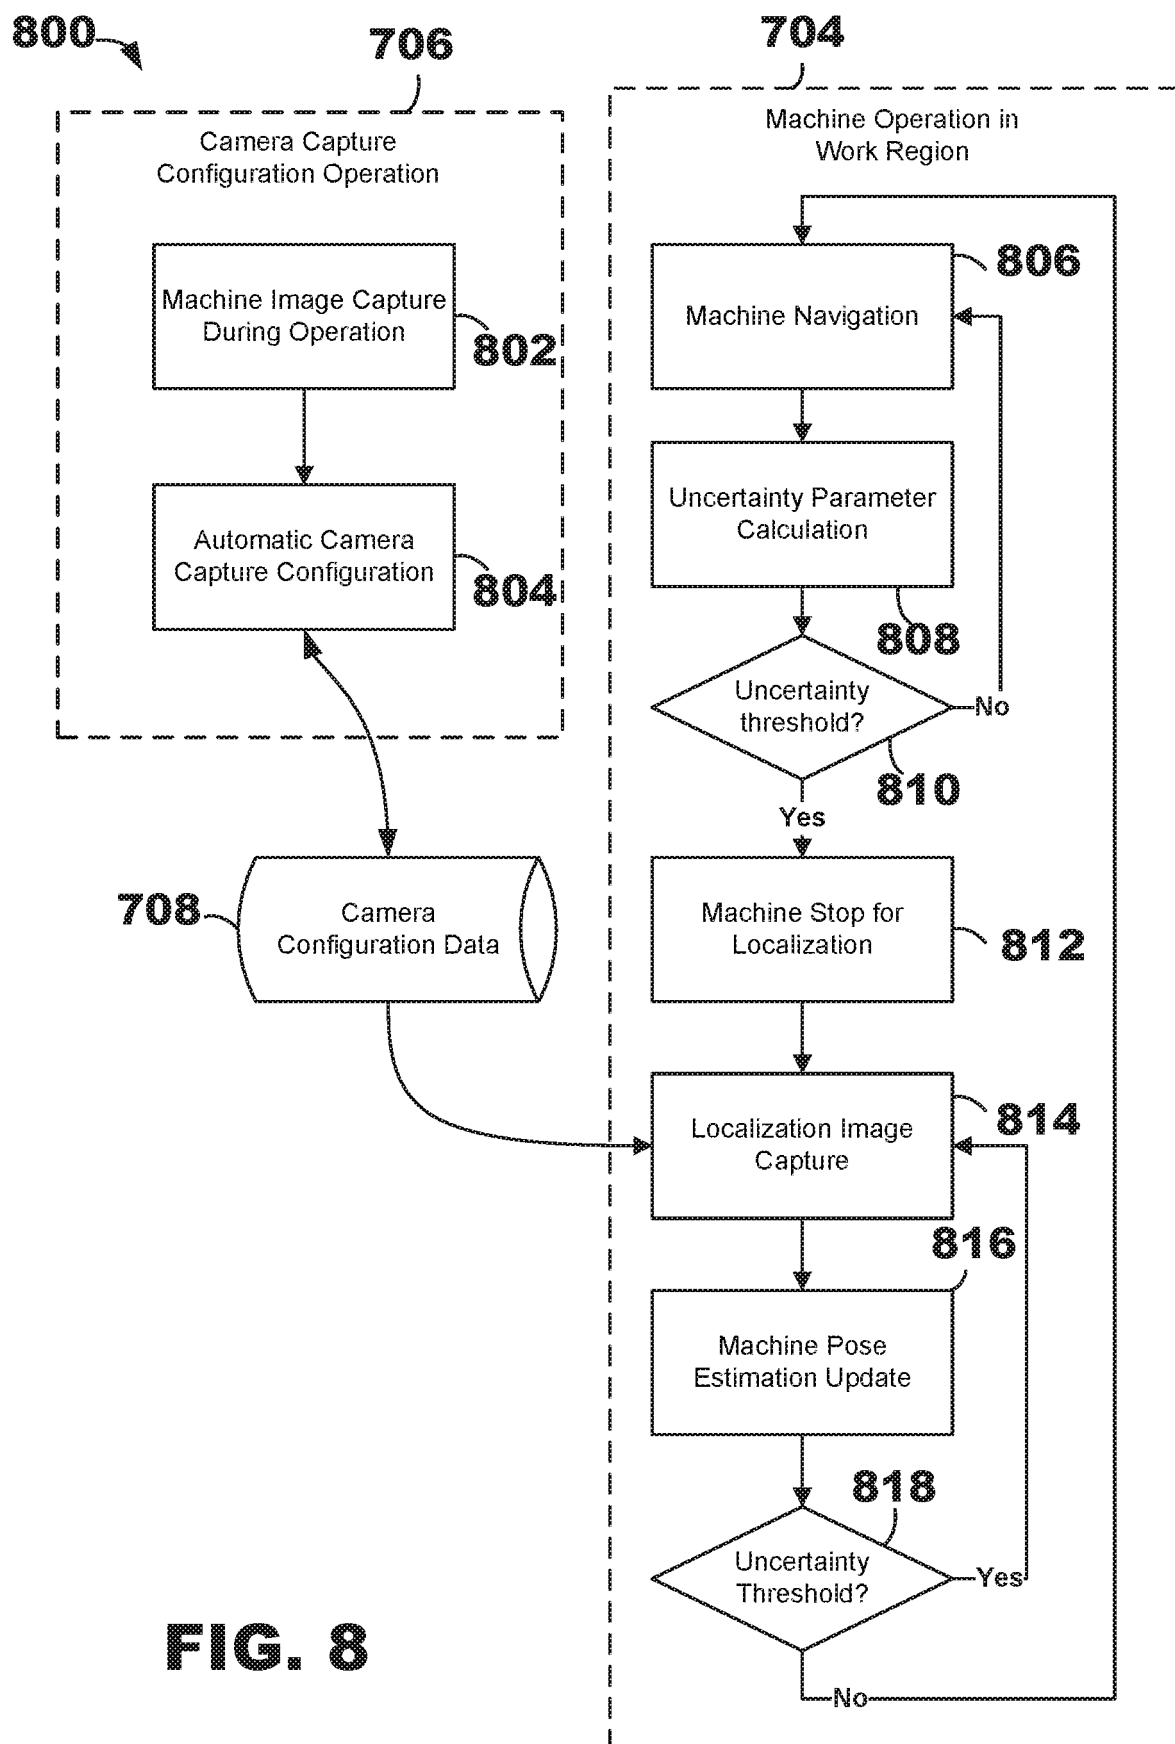 800
706
704
Camera Capture
Configuration Operation
Machine Operation in
Work Region
Machine Image Capture
During Operation
802
806
Machine Navigation
Automatic Camera
Capture Configuration
804
Uncertainty Parameter
Calculation
808
Uncertainty
threshold?
No
810
Yes
708
Camera
Configuration Data
Machine Stop for
Localization
812
Localization Image
Capture
814
816
Machine Pose
Estimation Update
818
Uncertainty
Threshold?
Yes
No
FIG. 8